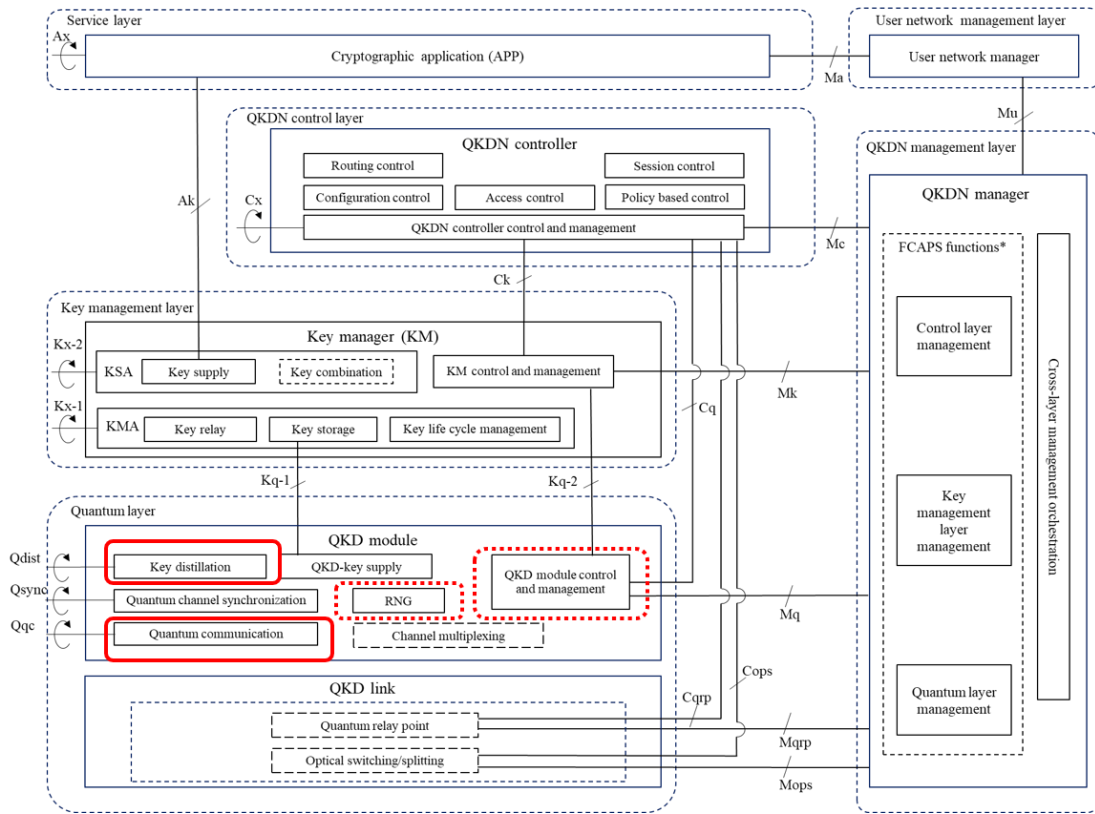 Service layer
User network management layer
Ax
Cryptographic application (APP)
User network manager
Ma
Mu
QKDN control layer
QKDN management layer
QKDN controller
Routing control
Session control
QKDN manager
Ak
Cx
Configuration control
Access control
Policy based control
QKDN controller control and management
Mc
FCAPS functions*
Ck
Key management layer
Key manager (KM)
Control layer
management
Kx-2
KSA
Key supply
Key combination
KM control and management
Mk
Cross-layer management orchestration
Kx-1
Cq
KMA
Key relay
Key storage
Key life cycle management
Kq-1
Kq-2
Key
management
layer
management
Quantum layer
QKD module
Qdist
Key distillation
QKD-key supply
QKD module control
and management
Qsync
Quantum channel synchronization
RNG
Mq
Qqc
Quantum communication
Channel multiplexing
QKD link
Cops
Cqrp
Quantum layer
management
Quantum relay point
Mqrp
Optical switching/splitting
Mops